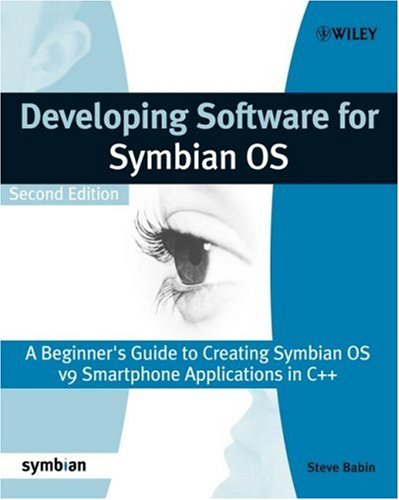 WILEY
Developing Software for
Symbian OS
Second Edition
A Beginner's Guide to Creating Symbian OS
v9 Smartphone Applications in C++
symbian
Steve Babin